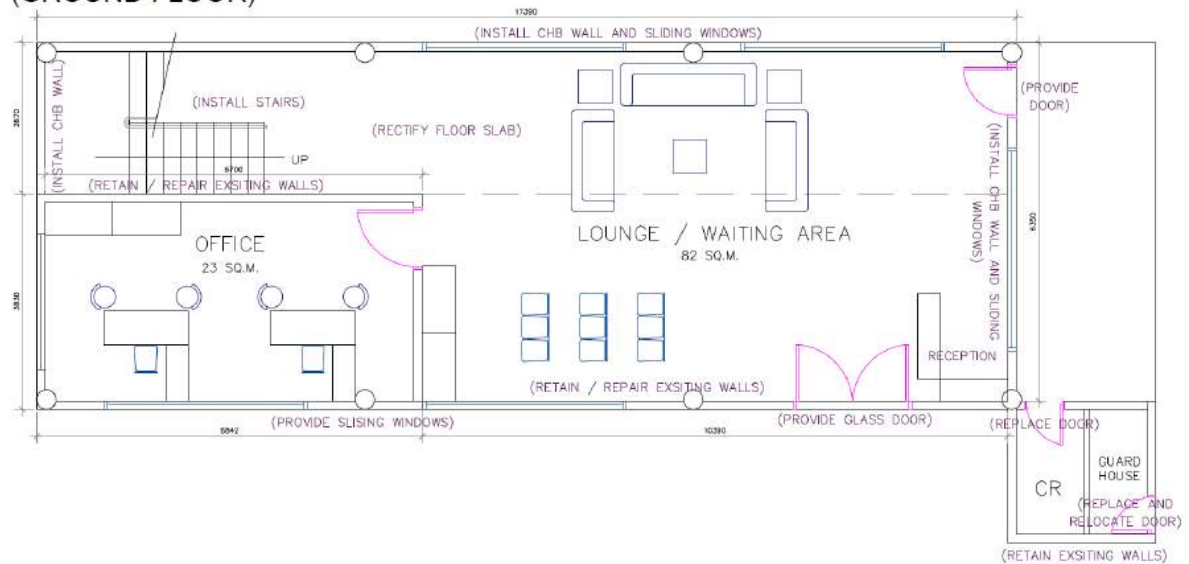 (GROUND FLOOR)
17390
(INSTALL CHB WALL AND SLIDING WINDOWS)
(INSTALL CHB WALL)
(INSTALL STAIRS)
(PROVIDE
DOOR)
2670
(RECTIFY FLOOR SLAB)
(INSTALL CHB WALL AND SLIDING
WINDOWS)
UP
6700
(RETAIN / REPAIR EXSITING WALLS)
6350
OFFICE
23 SQ.M.
LOUNGE / WAITING AREA
82 SQ.M.
3830
RECEPTION
(RETAIN / REPAIR EXSITING WALLS)
(PROVIDE SLISING WINDOWS)
(PROVIDE GLASS DOOR)
(REPLACE DOOR)
6842
10390
GUARD
HOUSE
CR
(REPLACE AND
RELOCATE DOOR)
(RETAIN EXSITING WALLS)